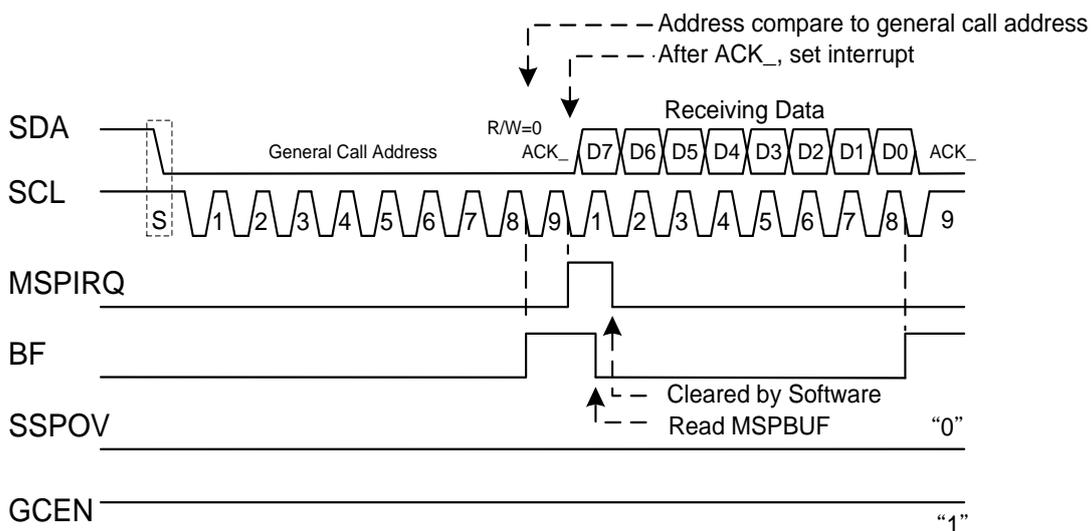 Address compare to general call address
After ACK_, set interrupt
Receiving Data
R/W=0
SDA General Call Address ACK_ D7 D6 D5 D4 D3 D2 D1 D0 ACK_
SCL
S 1 2 3 4 5 6 7 8 9 1 2 3 4 5 6 7 8 9
MSPIRQ
BF
Cleared by Software
Read MSPBUF
SSPOV “0”
GCEN “1”